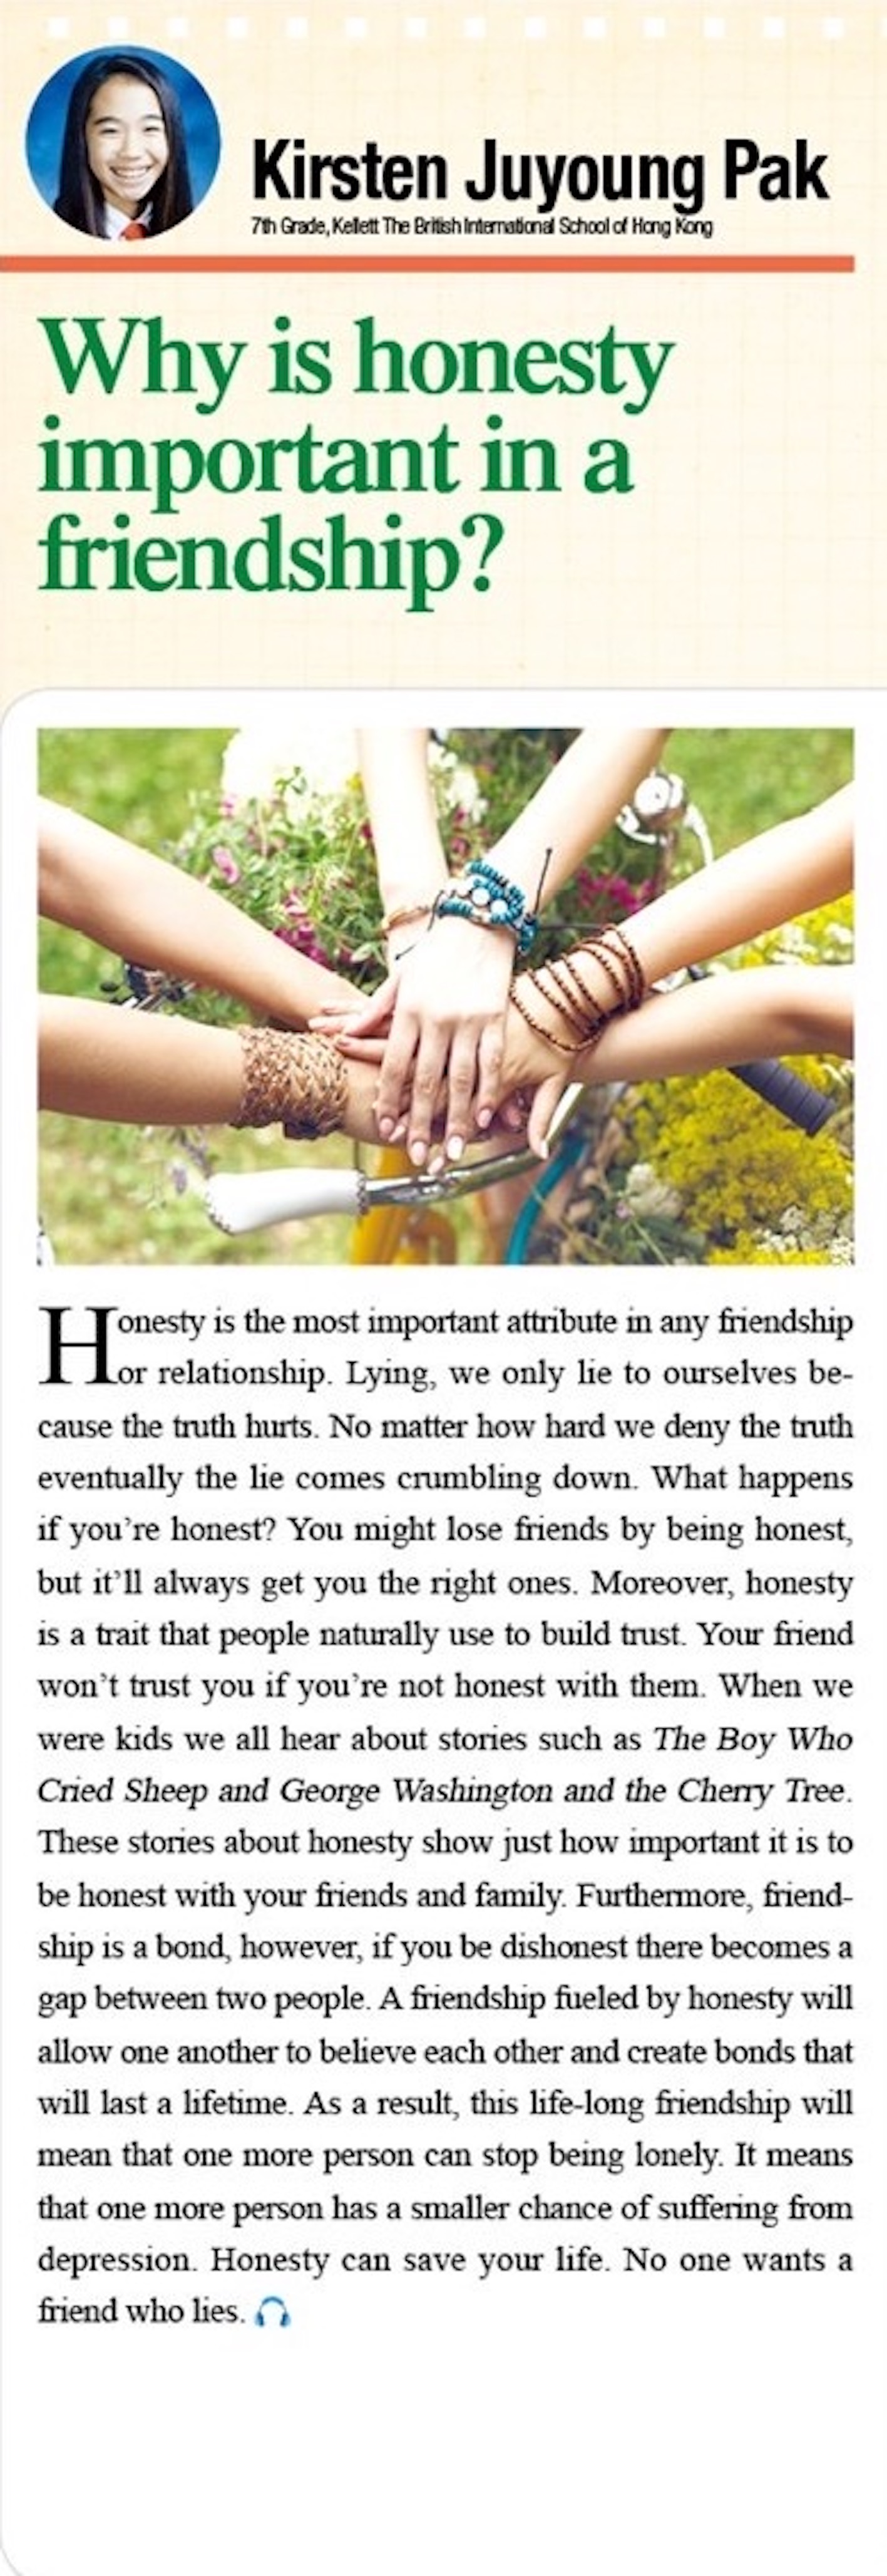 Kirsten Juyoung Pak
7th Grade, Kellett The British International School of Hong Kong
Why is honesty
important in a
friendship?
Honesty is the most important attribute in any friendship
or relationship. Lying, we only lie to ourselves be-
cause the truth hurts. No matter how hard we deny the truth
eventually the lie comes crumbling down. What happens
if you’re honest? You might lose friends by being honest,
but it’ll always get you the right ones. Moreover, honesty
is a trait that people naturally use to build trust. Your friend
won’t trust you if you’re not honest with them. When we
were kids we all hear about stories such as The Boy Who
Cried Sheep and George Washington and the Cherry Tree.
These stories about honesty show just how important it is to
be honest with your friends and family. Furthermore, friend-
ship is a bond, however, if you be dishonest there becomes a
gap between two people. A friendship fueled by honesty will
allow one another to believe each other and create bonds that
will last a lifetime. As a result, this life-long friendship will
mean that one more person can stop being lonely. It means
that one more person has a smaller chance of suffering from
depression. Honesty can save your life. No one wants a
friend who lies.